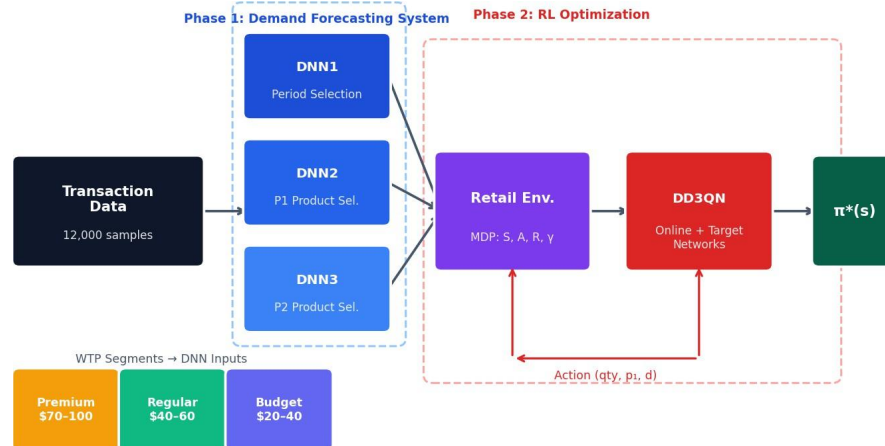 Phase 1: Demand Forecasting System
Phase 2: RL Optimization
DNN1
Period Selection
DNN2
P1 Product Sel.
DNN3
P2 Product Sel.
Transaction
Data
12,000 samples
Retail Env.
MDP: S, A, R, γ
DD3QN
Online + Target
Networks
π*(s)
Action (qty, p₁, d)
WTP Segments → DNN Inputs
Premium
$70–100
Regular
$40–60
Budget
$20–40